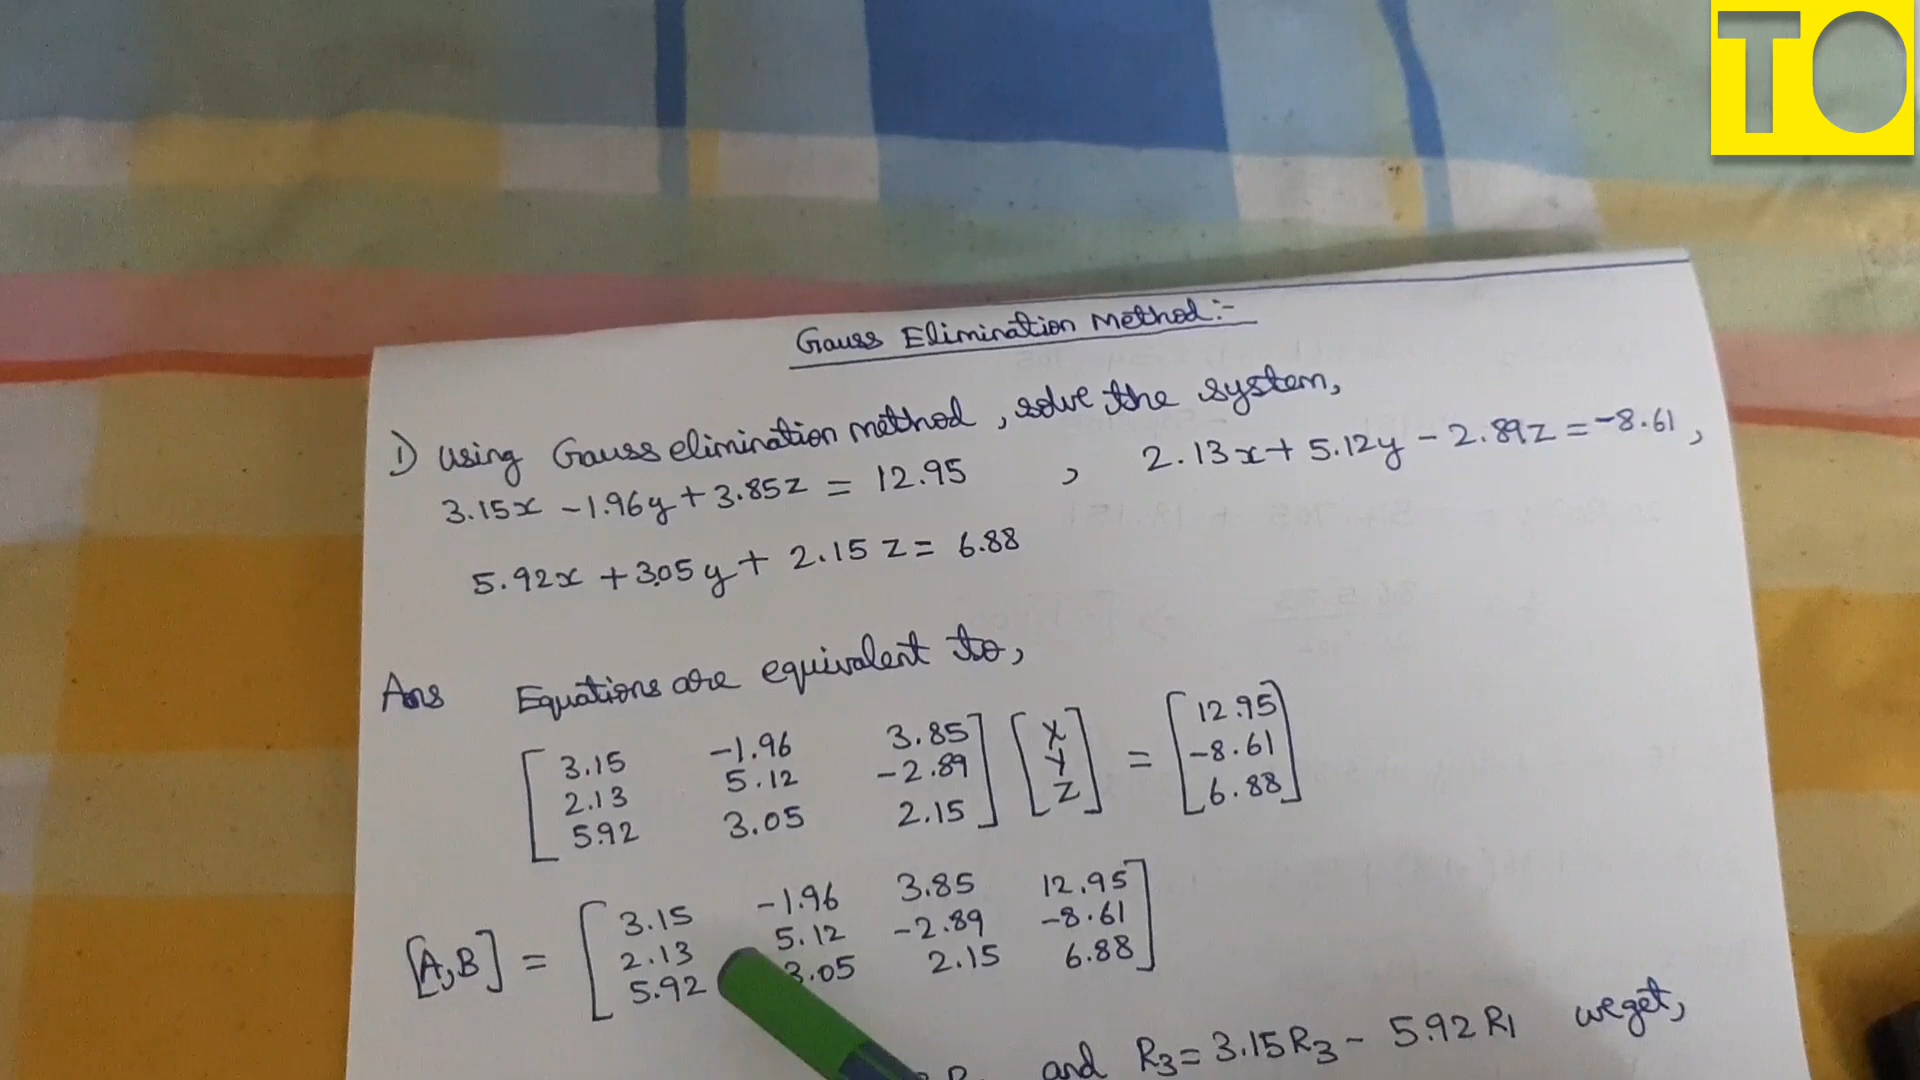 TO
Gauss Elimination Method:-
1) Using Gauss elimination method, solve the system,
3.15x - 1.96y + 3.85z = 12.95 , 2.13x + 5.12y - 2.89z = -8.61,
5.92x + 3.05y + 2.15z = 6.88
Ans Equations are equivalent to,
[3.15 -1.96 3.85] [X] = [12.95]
[2.13 5.12 -2.89] [Y] [-8.61]
[5.92 3.05 2.15] [Z] [6.88]
[A,B] = [3.15 -1.96 3.85 12.95]
[2.13 5.12 -2.89 -8.61]
[5.92 3.05 2.15 6.88]
and R3 = 3.15R3 - 5.92R1 we get,